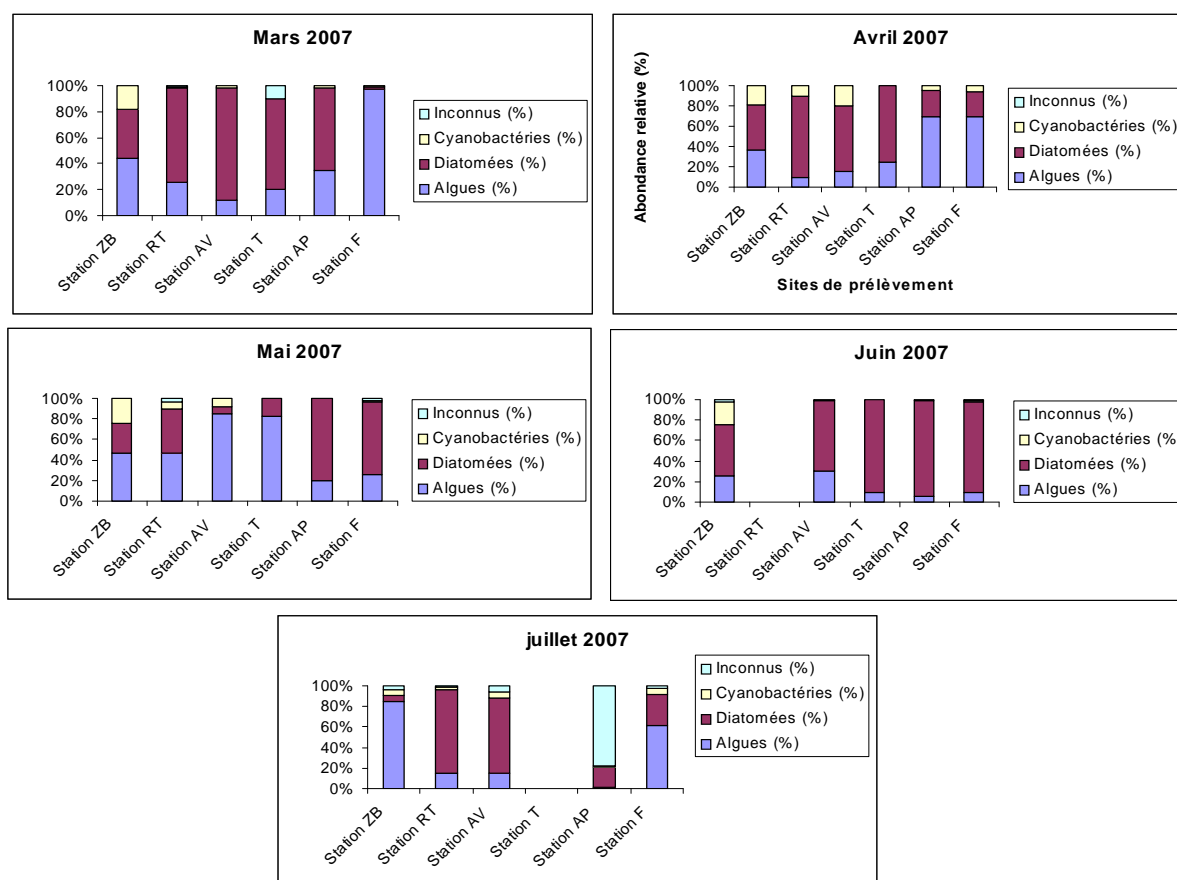 Mars 2007
100%
80%
60%
40%
20%
0%
Station ZB
Station RT
Station AV
Station T
Station AP
Station F
Inconnus (%)
Cyanobactéries (%)
Diatomées (%)
Algues (%)
Avril 2007
Abondance relative (%)
100%
80%
60%
40%
20%
0%
Station ZB
Station RT
Station AV
Station T
Station AP
Station F
Sites de prélèvement
Inconnus (%)
Cyanobactéries (%)
Diatomées (%)
Algues (%)
Mai 2007
100%
80%
60%
40%
20%
0%
Station ZB
Station RT
Station AV
Station T
Station AP
Station F
Inconnus (%)
Cyanobactéries (%)
Diatomées (%)
Algues (%)
Juin 2007
100%
80%
60%
40%
20%
0%
Station ZB
Station RT
Station AV
Station T
Station AP
Station F
Inconnus (%)
Cyanobactéries (%
Diatomées (%)
Algues (%)
juillet 2007
100%
80%
60%
40%
20%
0%
Station ZB
Station RT
Station AV
Station T
Station AP
Station F
Inconnus (%)
Cyanobactéries (%)
Diatomées (%)
Algues (%)